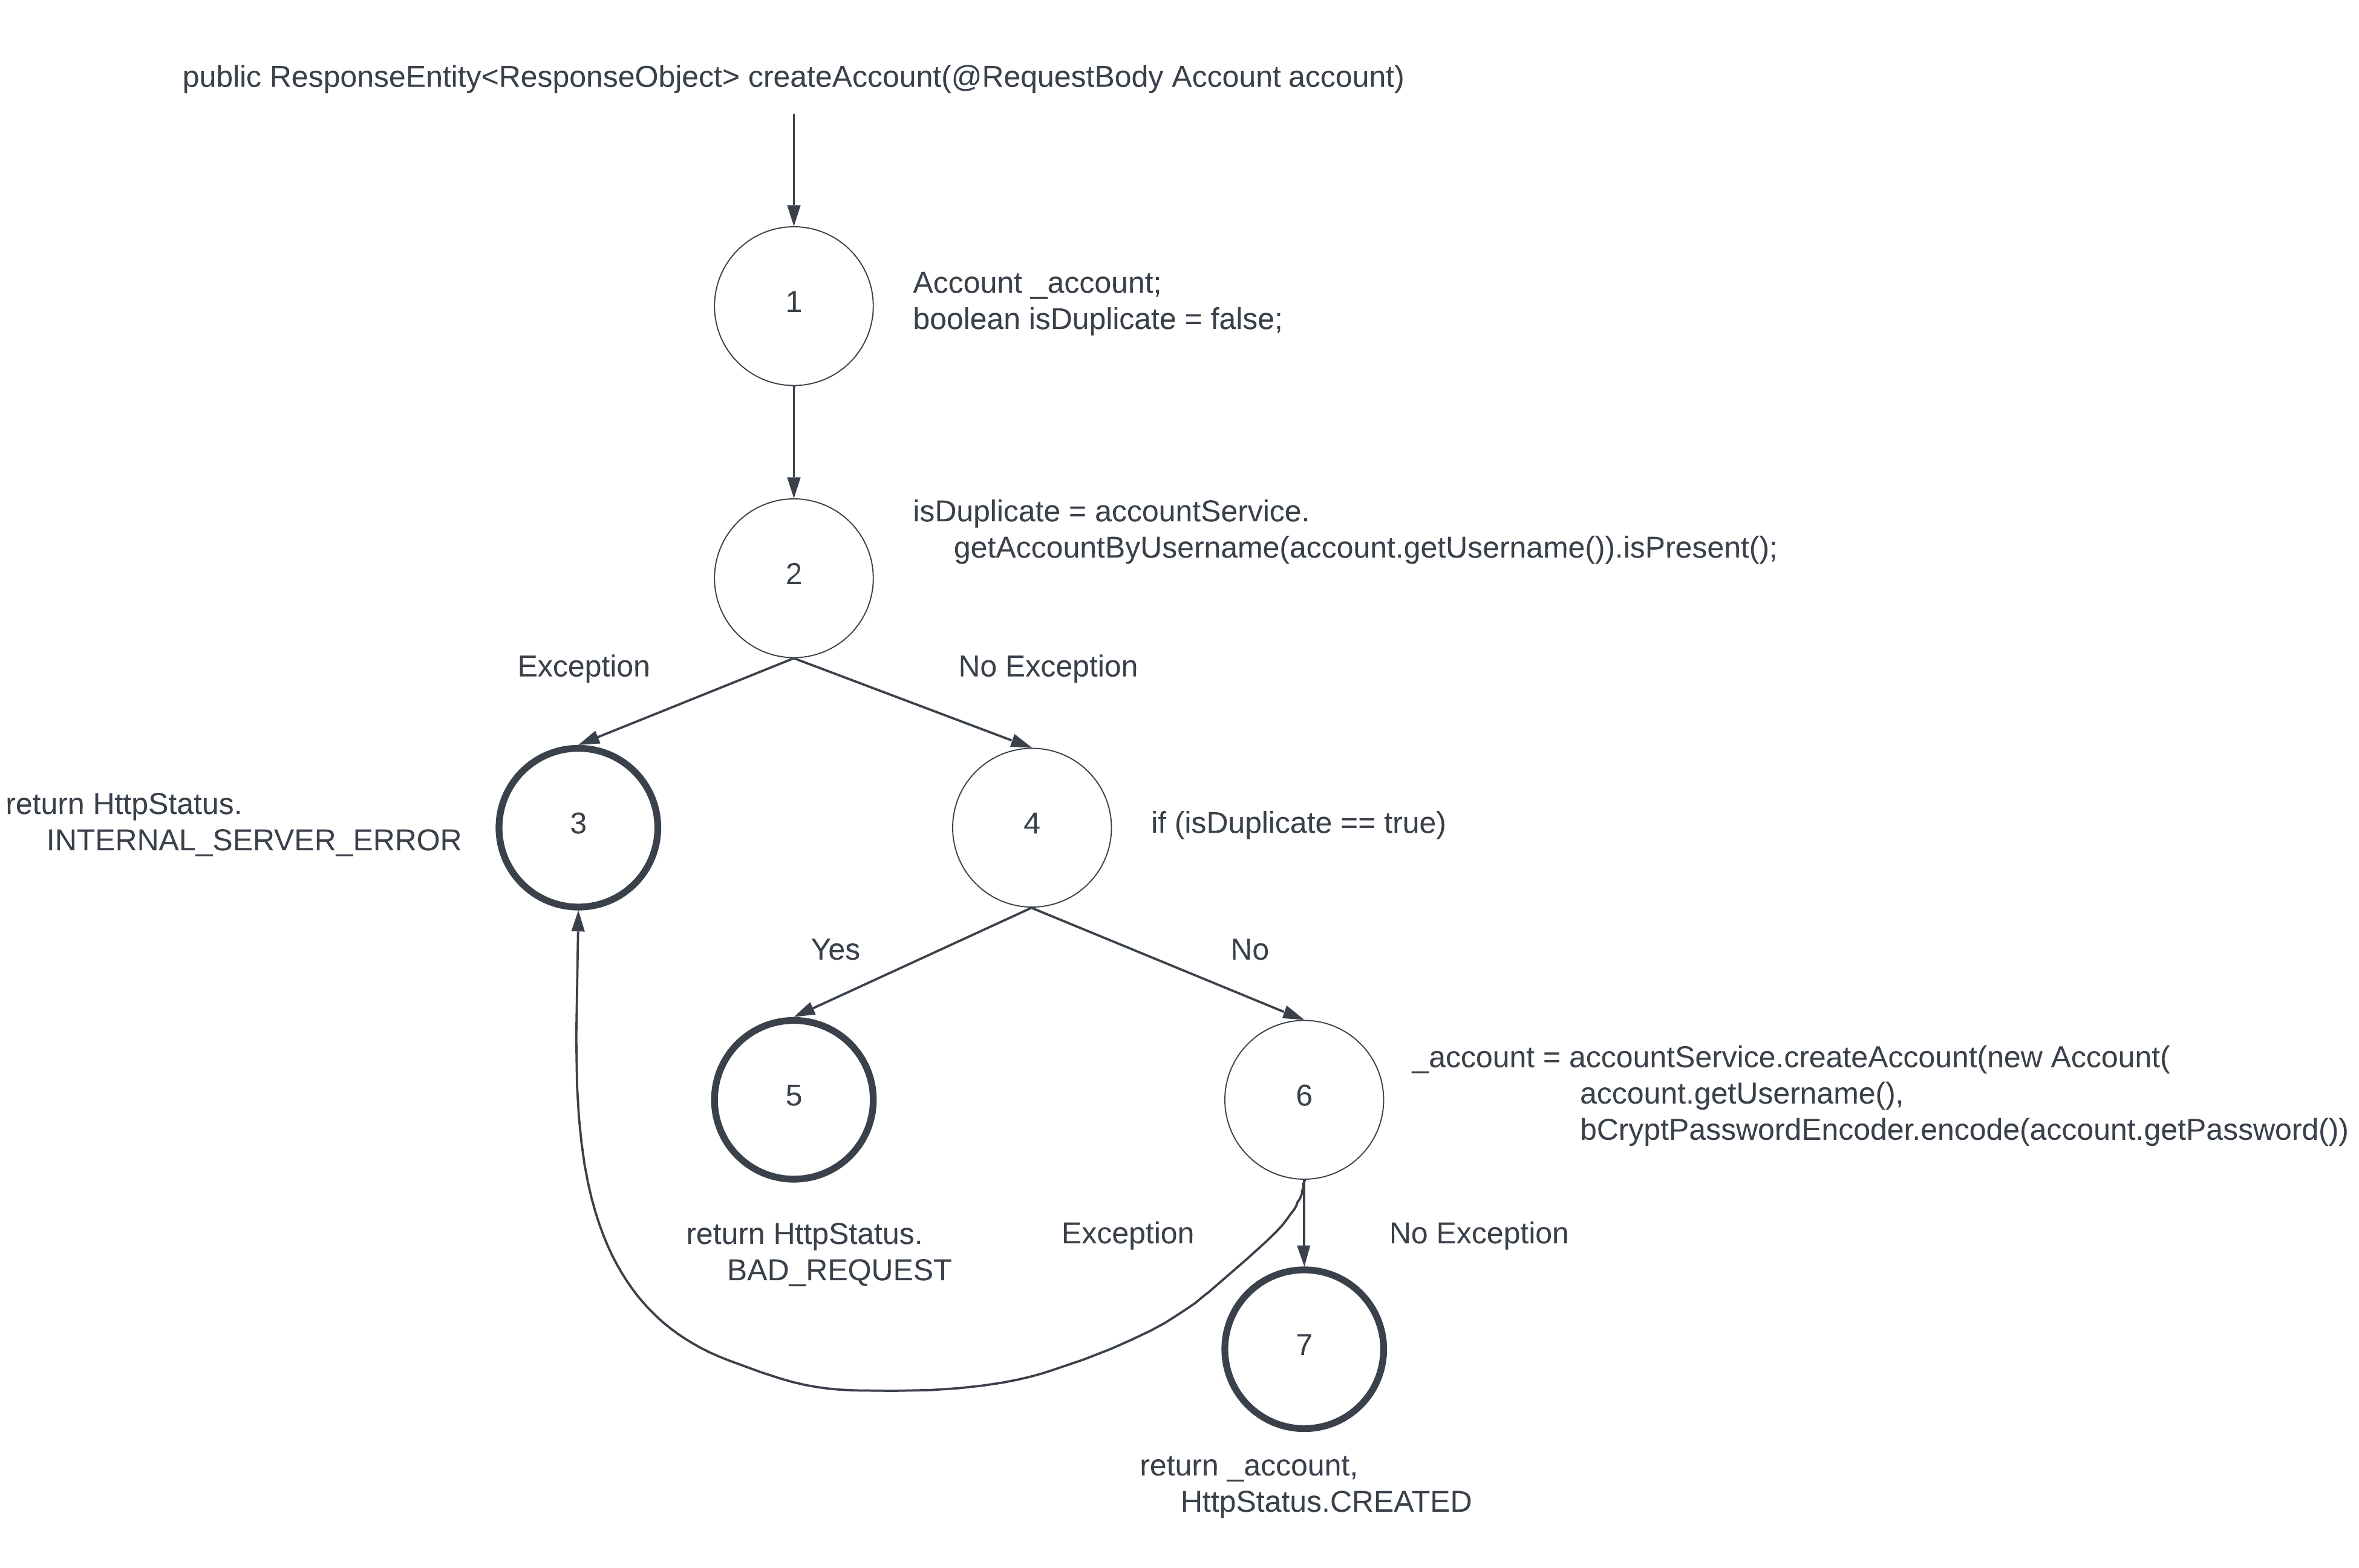 public ResponseEntity<ResponseObject> createAccount(@RequestBody Account account)
1
Account _account;
boolean isDuplicate = false;
2
isDuplicate = accountService.
getAccountByUsername(account.getUsername()).isPresent();
Exception
No Exception
return HttpStatus.
INTERNAL_SERVER_ERROR
3
4
if (isDuplicate == true)
Yes
No
5
6
_account = accountService.createAccount(new Account(
account.getUsername(),
bCryptPasswordEncoder.encode(account.getPassword())
return HttpStatus.
BAD_REQUEST
Exception
No Exception
7
return _account,
HttpStatus.CREATED